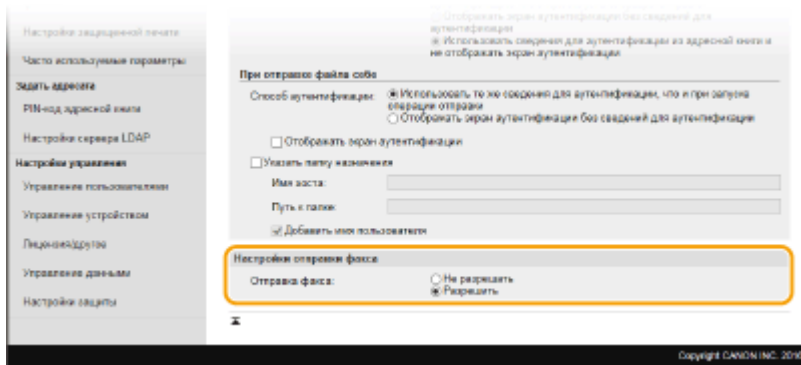 Настройки защищенной печати
Часто используемые параметры
Задать адресата
PIN-код адресной книги
Настройки сервера LDAP
Настройки управления
Управление пользователями
Управление устройством
Лицензия/другое
Управление данными
Настройки защиты
Отображать экран аутентификации без сведений для
аутентификации
Использовать сведения для аутентификации из адресной книги и
не отображать экран аутентификации
При отправке файла себе
Способ аутентификации:
Использовать те же сведения для аутентификации, что и при запуске
операции отправки
Отображать экран аутентификации без сведений для аутентификации
Отображать экран аутентификации
Указать папку назначения
Имя хоста:
Путь к папке:
Добавить имя пользователя
Настройки отправки факса
Отправка факса:
Не разрешать
Разрешить
Copyright CANON INC. 2016